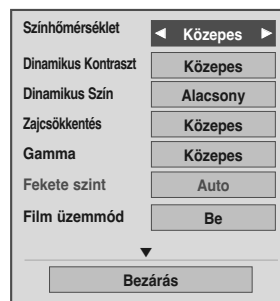 Színhőmérséklet ◄ Közepes ►
Dinamikus Kontraszt Közepes
Dinamikus Szín Alacsony
Zajcsökkentés Közepes
Gamma Közepes
Fekete szint Auto
Film üzemmód Be
▼
Bezárás